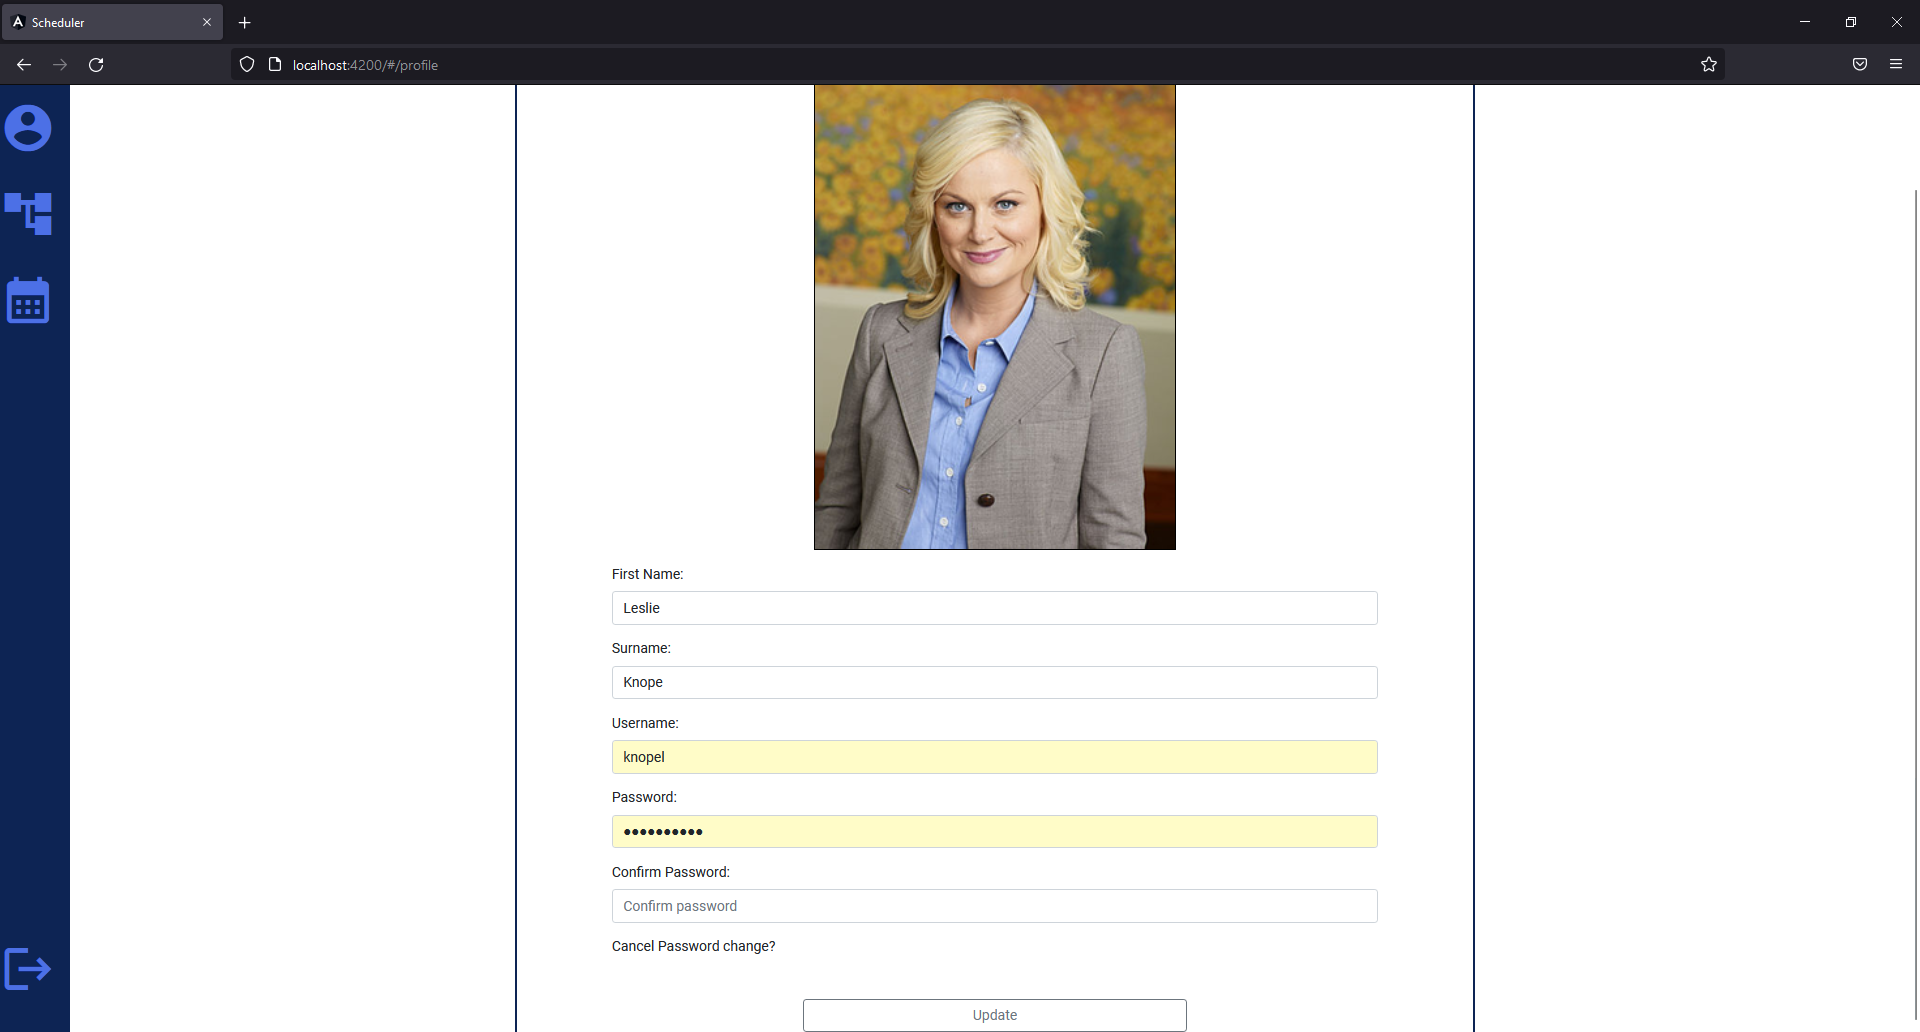 Scheduler
localhost:4200/#/profile
First Name:
Leslie
Surname:
Knope
Username:
knopel
Password:
●●●●●●●●●●
Confirm Password:
Confirm password
Cancel Password change?
Update